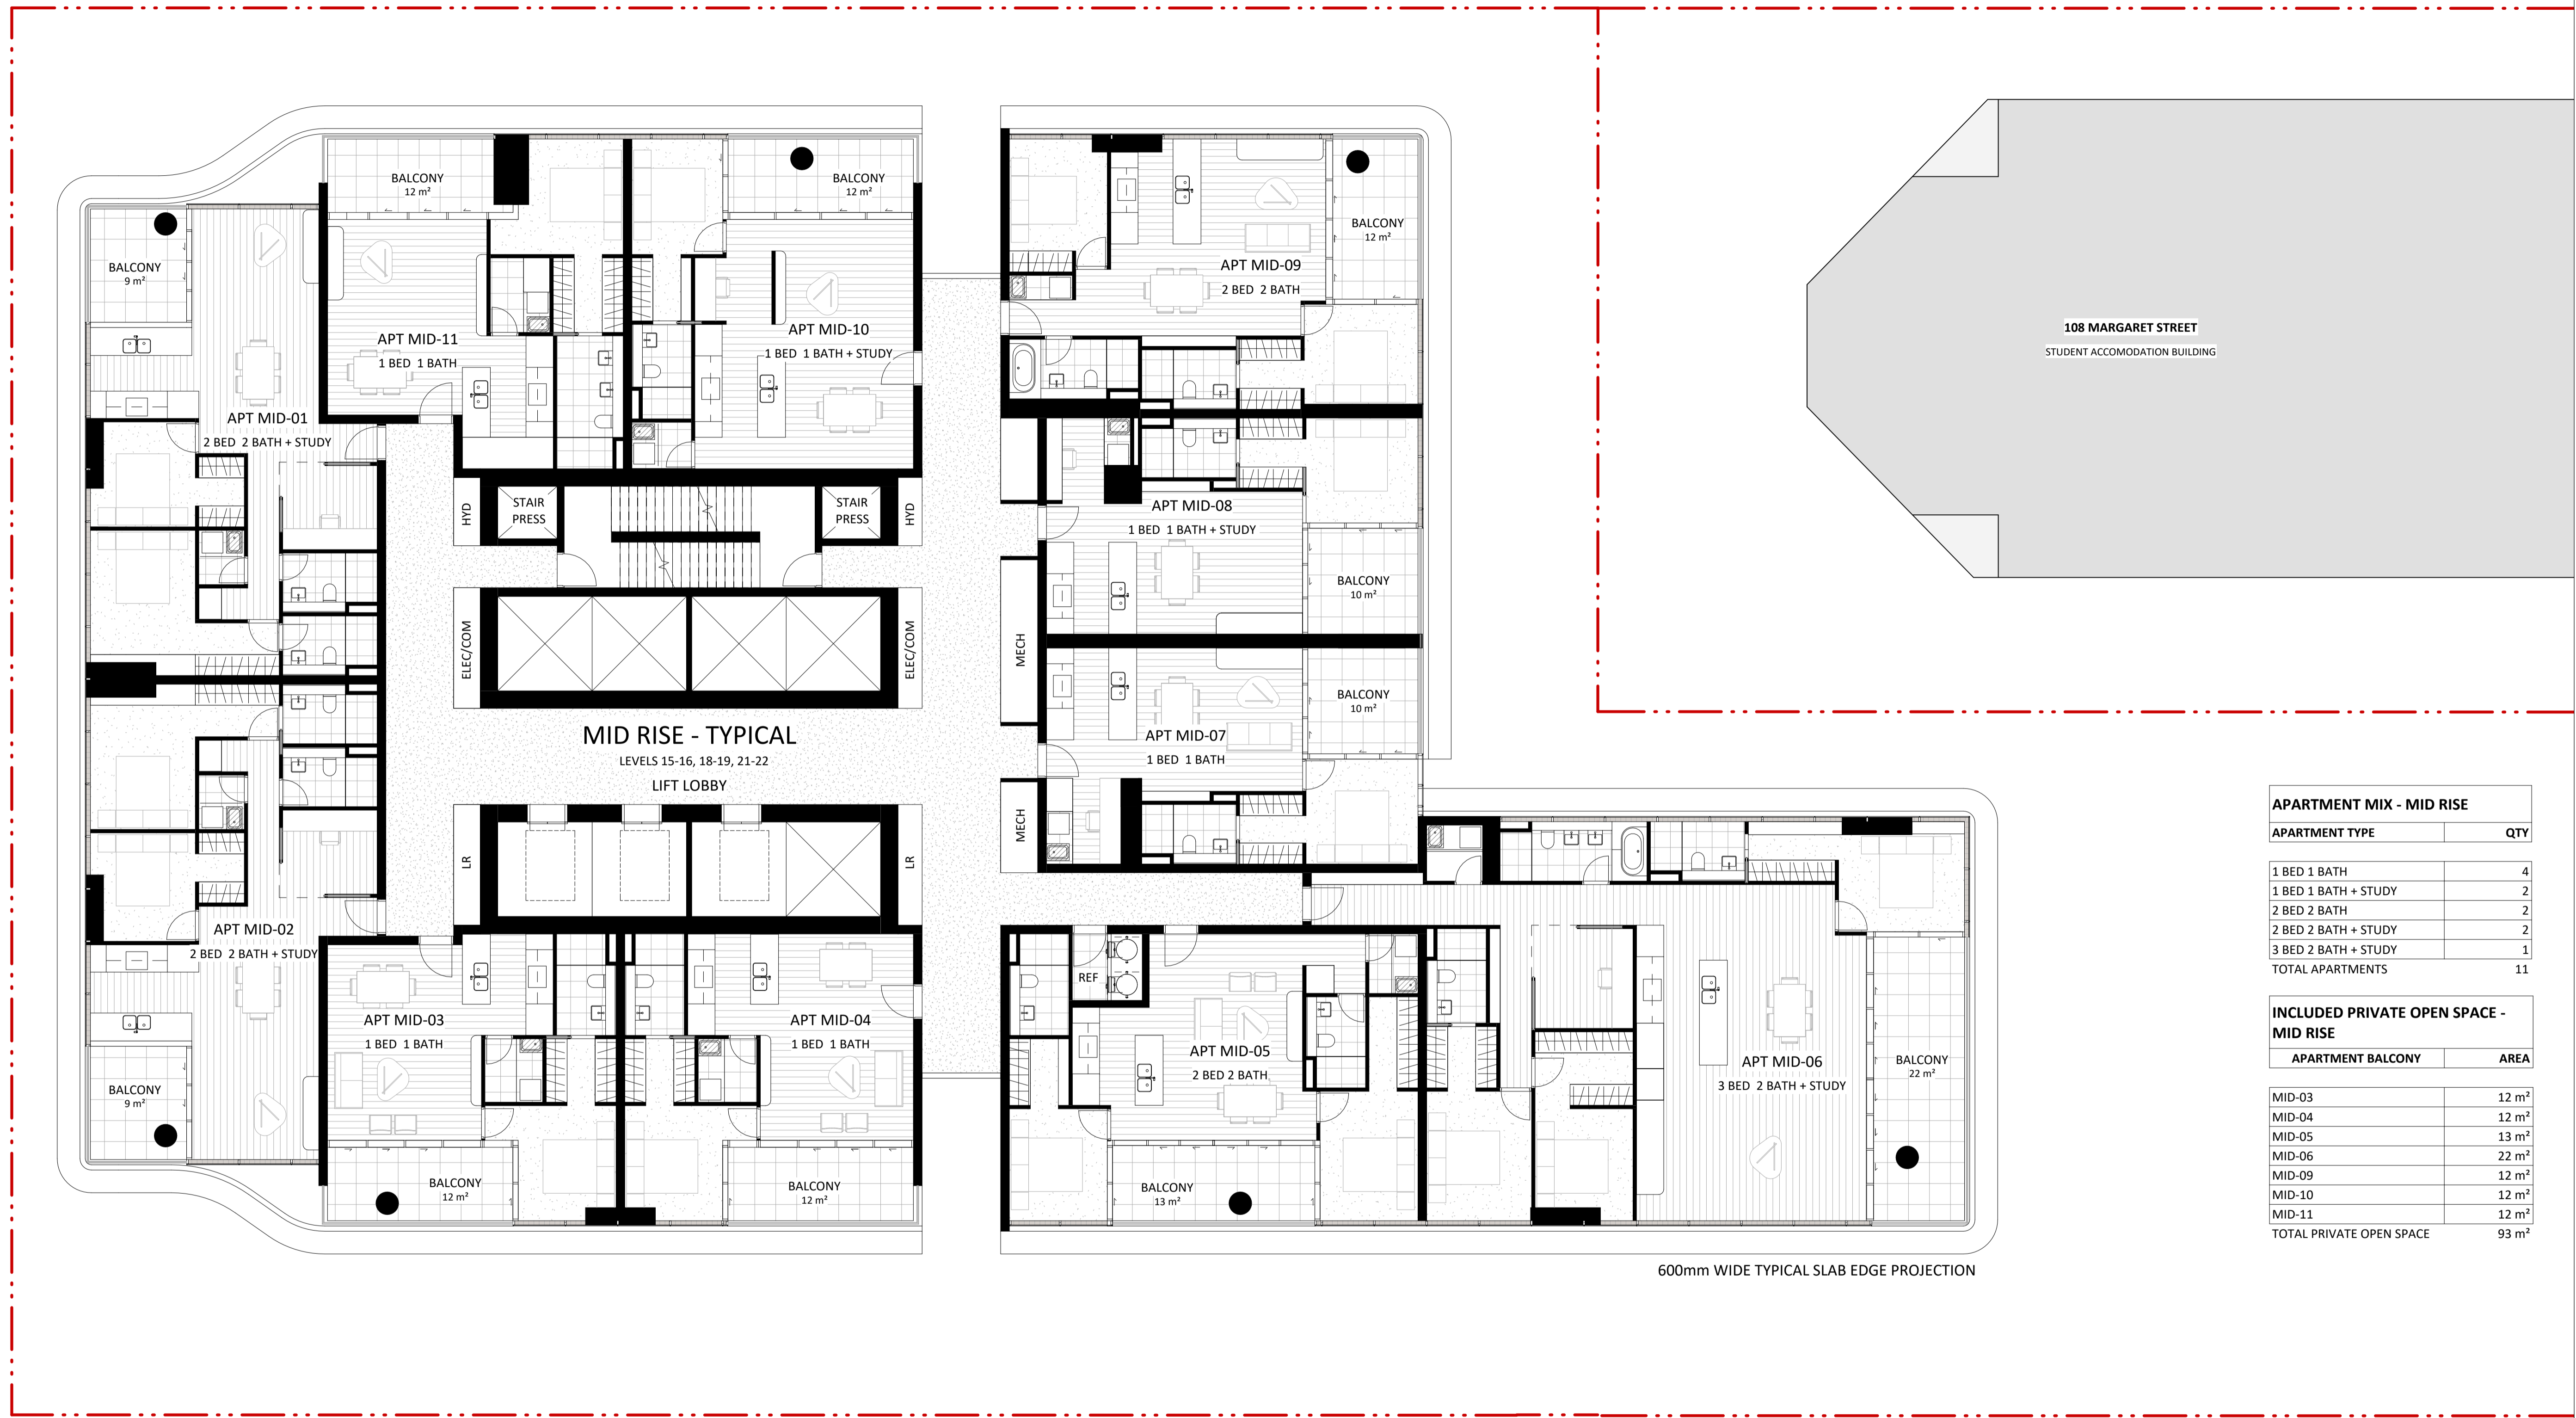 BALCONY
12 m²
BALCONY
12 m²
BALCONY
9 m²
APT MID-11
1 BED 1 BATH
APT MID-10
1 BED 1 BATH + STUDY
APT MID-01
2 BED 2 BATH + STUDY
BALCONY
12 m²
APT MID-09
2 BED 2 BATH
108 MARGARET STREET
STUDENT ACCOMODATION BUILDING
HYD
STAIR
PRESS
STAIR
PRESS
HYD
APT MID-08
1 BED 1 BATH + STUDY
BALCONY
10 m²
ELEC/COM
ELEC/COM
MECH
BALCONY
10 m²
APT MID-07
1 BED 1 BATH
MID RISE - TYPICAL
LEVELS 15-16, 18-19, 21-22
LIFT LOBBY
LR
LR
MECH
APT MID-02
2 BED 2 BATH + STUDY
BALCONY
9 m²
APT MID-03
1 BED 1 BATH
APT MID-04
1 BED 1 BATH
BALCONY
12 m²
BALCONY
12 m²
REF
APT MID-05
2 BED 2 BATH
BALCONY
13 m²
APT MID-06
3 BED 2 BATH + STUDY
BALCONY
22 m²
600mm WIDE TYPICAL SLAB EDGE PROJECTION
APARTMENT MIX - MID RISE
APARTMENT TYPE QTY
1 BED 1 BATH 4
1 BED 1 BATH + STUDY 2
2 BED 2 BATH 2
2 BED 2 BATH + STUDY 2
3 BED 2 BATH + STUDY 1
TOTAL APARTMENTS 11
INCLUDED PRIVATE OPEN SPACE -
MID RISE
APARTMENT BALCONY AREA
MID-03 12 m²
MID-04 12 m²
MID-05 13 m²
MID-06 22 m²
MID-09 12 m²
MID-10 12 m²
MID-11 12 m²
TOTAL PRIVATE OPEN SPACE 93 m²